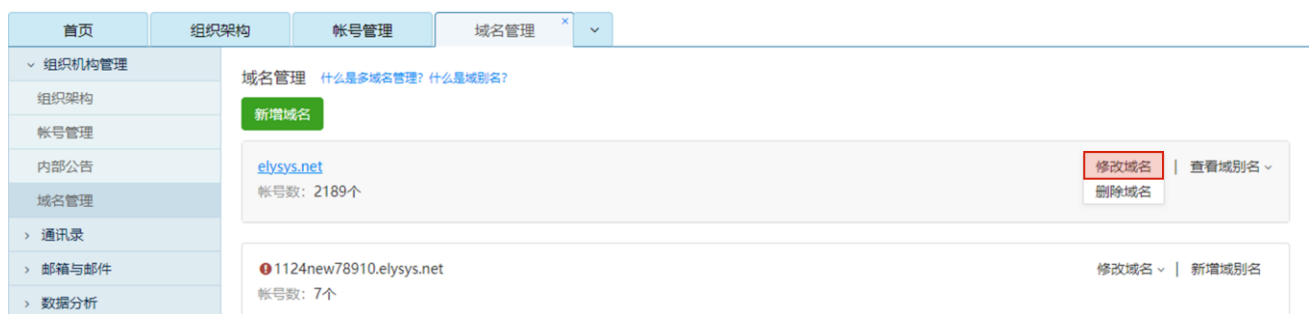 首页 组织架构 帐号管理 域名管理
组织机构管理
组织架构
帐号管理
内部公告
域名管理
通讯录
邮箱与邮件
数据分析
域名管理 什么是多域名管理? 什么是域别名?
新增域名
elysys.net 修改域名 | 查看域别名
帐号数: 2189个 删除域名
1124new78910.elysys.net 修改域名 | 新增域别名
帐号数: 7个